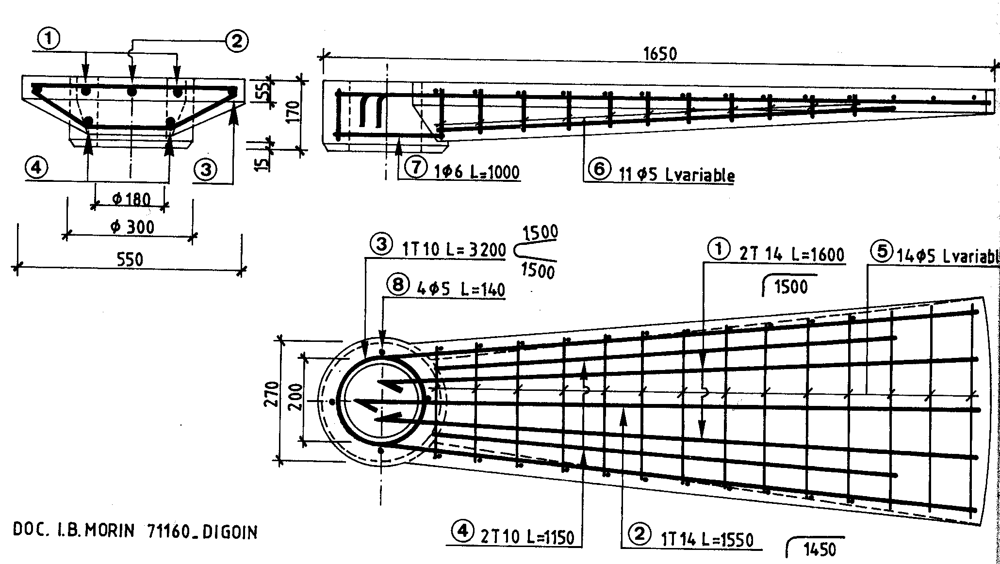 1
2
1650
55
170
15
4
3
7 1Φ6 L=1000
6 11Φ5 Lvariable
Φ180
Φ300
550
3 1T10 L=3200
1500
1500
1 2T14 L=1600
1500
5 14Φ5 Lvariabl
8 4Φ5 L=140
270
200
4 2T10 L=1150
2 1T14 L=1550
1450
DOC. I.B. MORIN 71160_DIGOIN